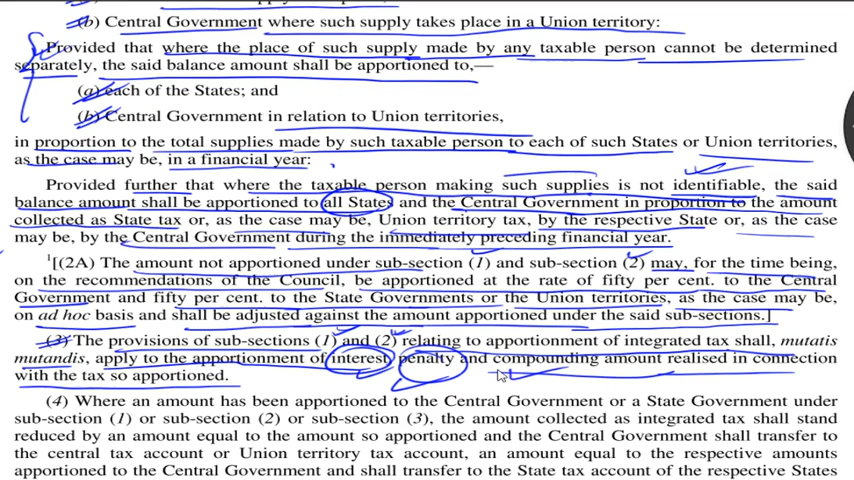 (b) Central Government where such supply takes place in a Union territory:
Provided that where the place of such supply made by any taxable person cannot be determined
separately, the said balance amount shall be apportioned to,—
(a) each of the States; and
(b) Central Government in relation to Union territories,
in proportion to the total supplies made by such taxable person to each of such States or Union territories,
as the case may be, in a financial year:
Provided further that where the taxable person making such supplies is not identifiable, the said
balance amount shall be apportioned to all States and the Central Government in proportion to the amount
collected as State tax or, as the case may be, Union territory tax, by the respective State or, as the case
may be, by the Central Government during the immediately preceding financial year.
1[(2A) The amount not apportioned under sub-section (1) and sub-section (2) may, for the time being,
on the recommendations of the Council, be apportioned at the rate of fifty per cent. to the Central
Government and fifty per cent. to the State Governments or the Union territories, as the case may be,
on ad hoc basis and shall be adjusted against the amount apportioned under the said sub-sections.]
(3) The provisions of sub-sections (1) and (2) relating to apportionment of integrated tax shall, mutatis
mutandis, apply to the apportionment of interest, penalty and compounding amount realised in connection
with the tax so apportioned.
(4) Where an amount has been apportioned to the Central Government or a State Government under
sub-section (1) or sub-section (2) or sub-section (3), the amount collected as integrated tax shall stand
reduced by an amount equal to the amount so apportioned and the Central Government shall transfer to
the central tax account or Union territory tax account, an amount equal to the respective amounts
apportioned to the Central Government and shall transfer to the State tax account of the respective States